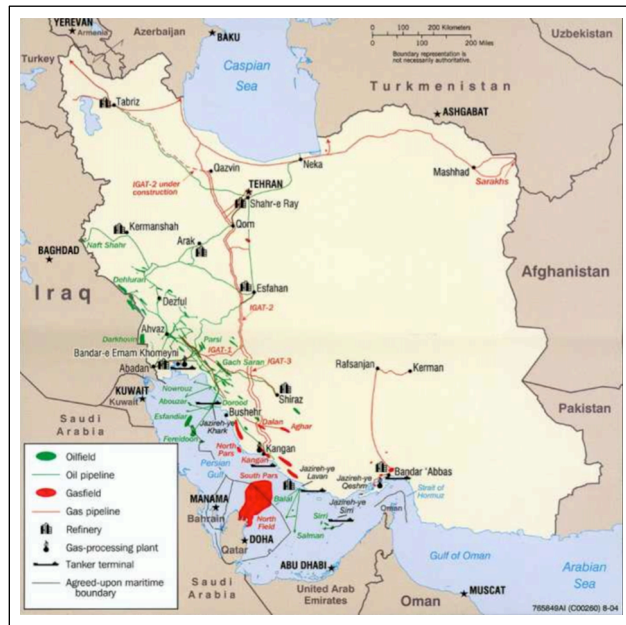 YEREVAN
Armenia
Azerbaijan
BAKU
Turkey
Caspian
Sea
0 200 Kilometers
0 100 200 Miles
Boundary representation is
not necessarily authoritative.
Uzbekistan
Turkmenistan
ASHGABAT
Tabriz
Qazvin
Neka
Mashhad
Sarakhs
IGAT-2 under
construction
TEHRAN
Shahr-e Ray
Qom
Kermanshah
Arak
Naft Shahr
BAGHDAD
Iraq
Dehluran
Dezful
Esfahan
IGAT-2
Afghanistan
Ahvaz
Darkhovin
Parsi
IGAT-1
Bandar-e Emam Khomeyni
Gach Saran
IGAT-3
Abadan
Rafsanjan
Kerman
KUWAIT
Kuwait
Nowrouz
Abouzar
Dorood
Shiraz
Esfandiar
Bushehr
Dalan
Aghar
Pakistan
Saudi
Arabia
Fereidoon
Jazireh-ye
Khark
North
Pars
Kangan
Kangan
Persian
Gulf
South Pars
Jazireh-ye
Lavan
Jazireh-ye
Qeshm
Bandar 'Abbas
Strait of
Hormuz
MANAMA
Bahrain
North
Field
Balal
Jazireh-ye
Sirri
Sirri
Salman
Oman
DOHA
Qatar
ABU DHABI
Gulf of Oman
Arabian
Sea
Saudi
Arabia
United Arab
Emirates
Oman
MUSCAT
Oilfield
Oil pipeline
Gasfield
Gas pipeline
Refinery
Gas-processing plant
Tanker terminal
Agreed-upon maritime
boundary
765849AI (C00260) 8-04